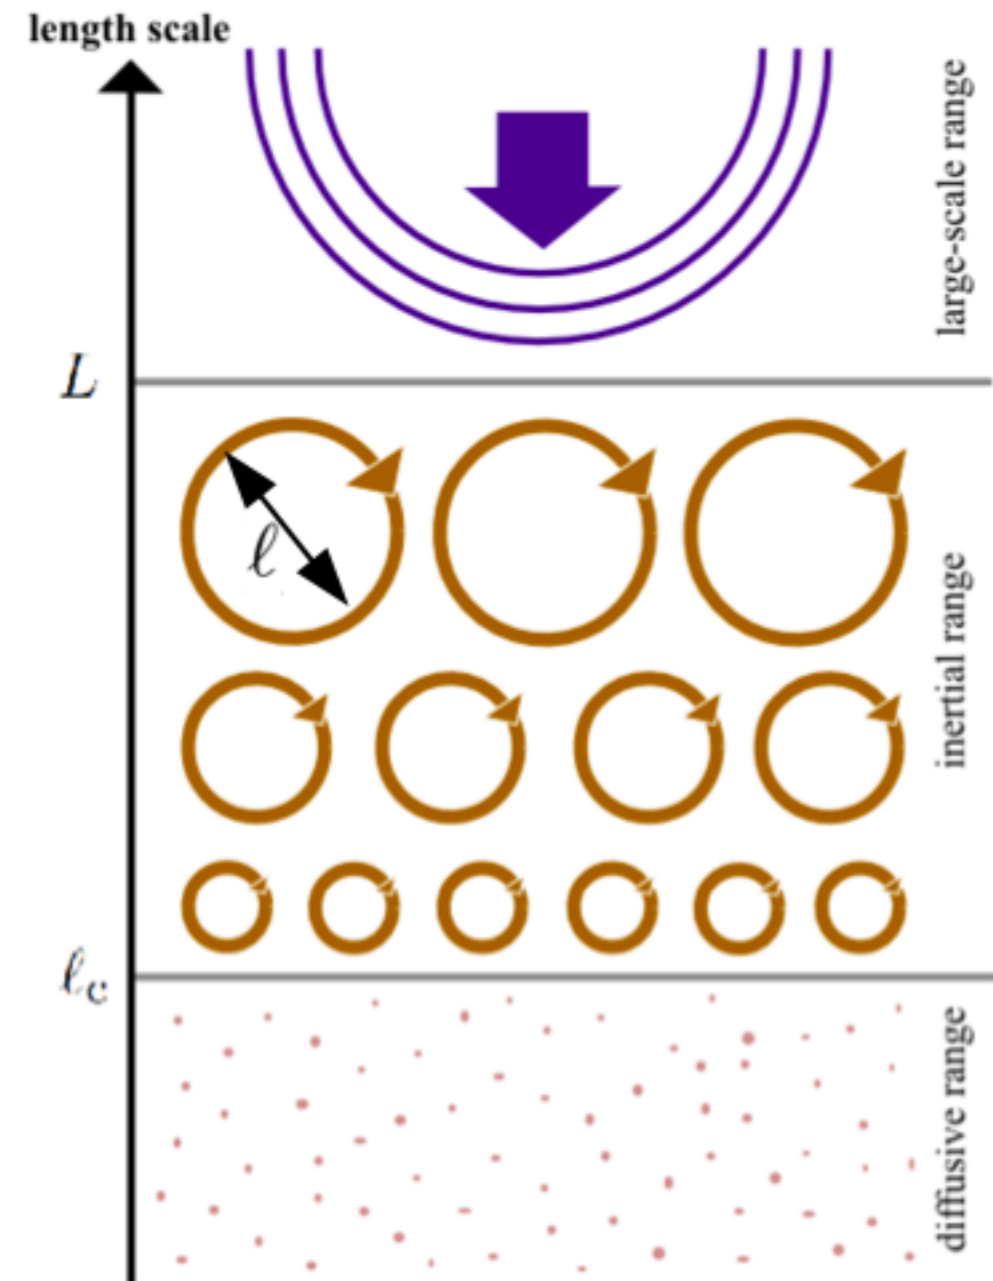 length scale
large-scale range
L
ℓ
inertial range
ℓc
diffusive range